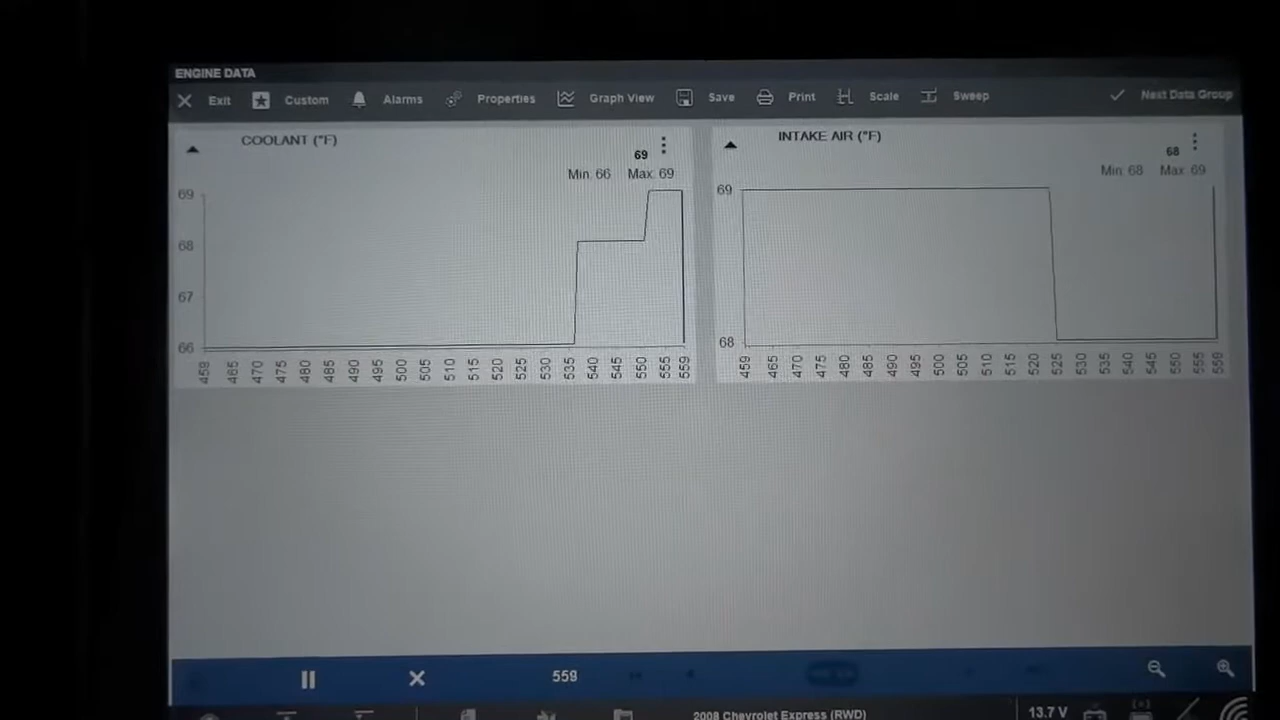 ENGINE DATA
Exit Custom Alarms Properties Graph View Save Print Scale Sweep Next Data Group
COOLANT (°F)
69
Min: 66 Max: 69
69
68
67
66
459 465 470 475 480 485 490 495 500 505 510 515 520 525 530 535 540 545 550 555 559
INTAKE AIR (°F)
68
Min: 68 Max: 69
69
68
459 465 470 475 480 485 490 495 500 505 510 515 520 525 530 535 540 545 550 555 559
559
2008 Chevrolet Express (RWD) 13.7 V